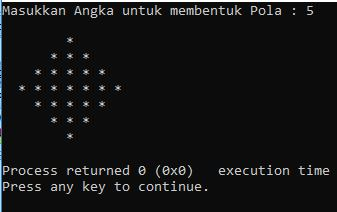 Masukkan Angka untuk membentuk Pola : 5
*
* * *
* * * * *
* * * * * * *
* * * * *
* * *
*
Process returned 0 (0x0)   execution time
Press any key to continue.